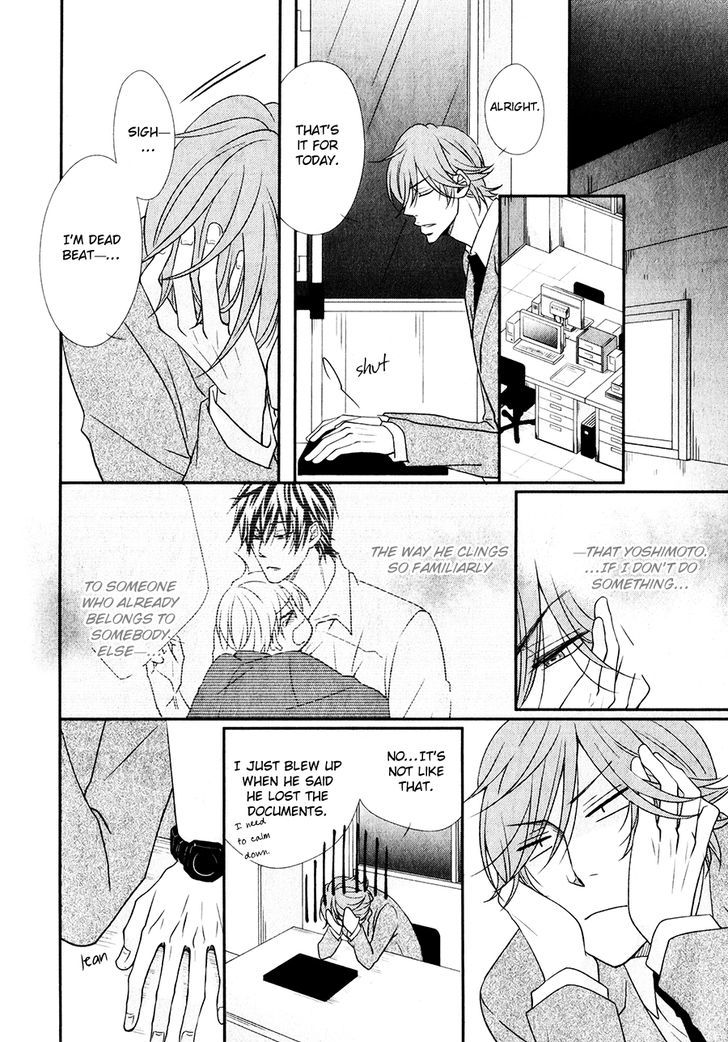 ALRIGHT.
THAT'S
IT FOR
TODAY.
shut
SIGH—
...
I'M DEAD
BEAT—...
—THAT YOSHIMOTO.
...IF I DON'T DO
SOMETHING...
THE WAY HE CLINGS
SO FAMILIARLY
TO SOMEONE
WHO ALREADY
BELONGS TO
SOMEBODY
ELSE—...
NO...IT'S
NOT LIKE
THAT.
I JUST BLEW UP
WHEN HE SAID
HE LOST THE
DOCUMENTS.
I need
to calm
down.
lean